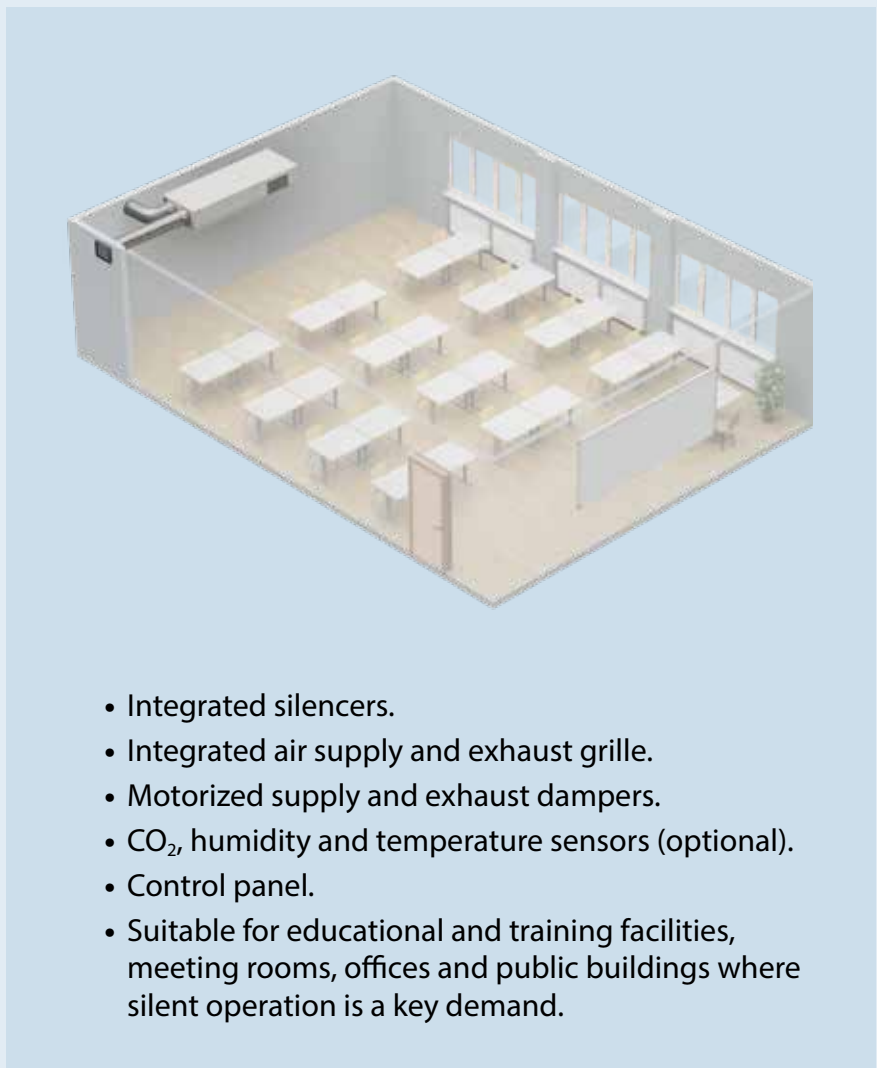 • Integrated silencers.
• Integrated air supply and exhaust grille.
• Motorized supply and exhaust dampers.
• CO₂, humidity and temperature sensors (optional).
• Control panel.
• Suitable for educational and training facilities,
meeting rooms, offices and public buildings where
silent operation is a key demand.